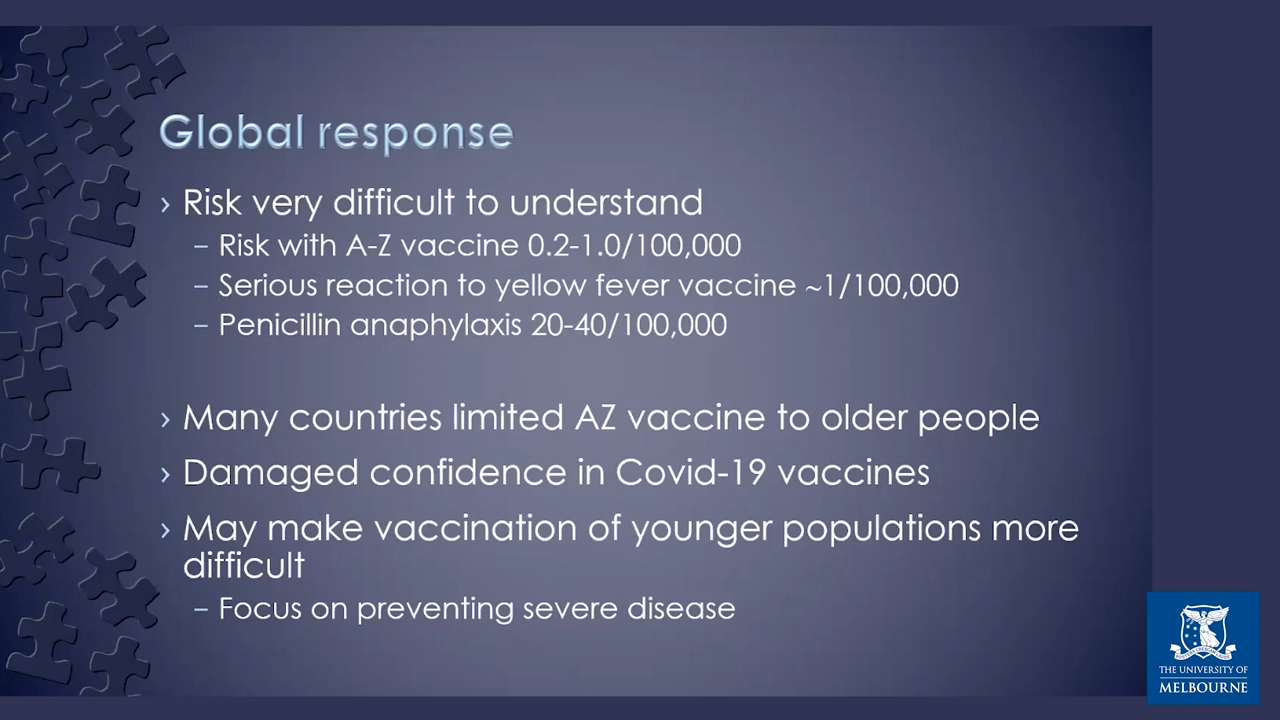 Global response
› Risk very difficult to understand
– Risk with A-Z vaccine 0.2-1.0/100,000
– Serious reaction to yellow fever vaccine ~1/100,000
– Penicillin anaphylaxis 20-40/100,000
› Many countries limited AZ vaccine to older people
› Damaged confidence in Covid-19 vaccines
› May make vaccination of younger populations more
difficult
– Focus on preventing severe disease
THE UNIVERSITY OF
MELBOURNE